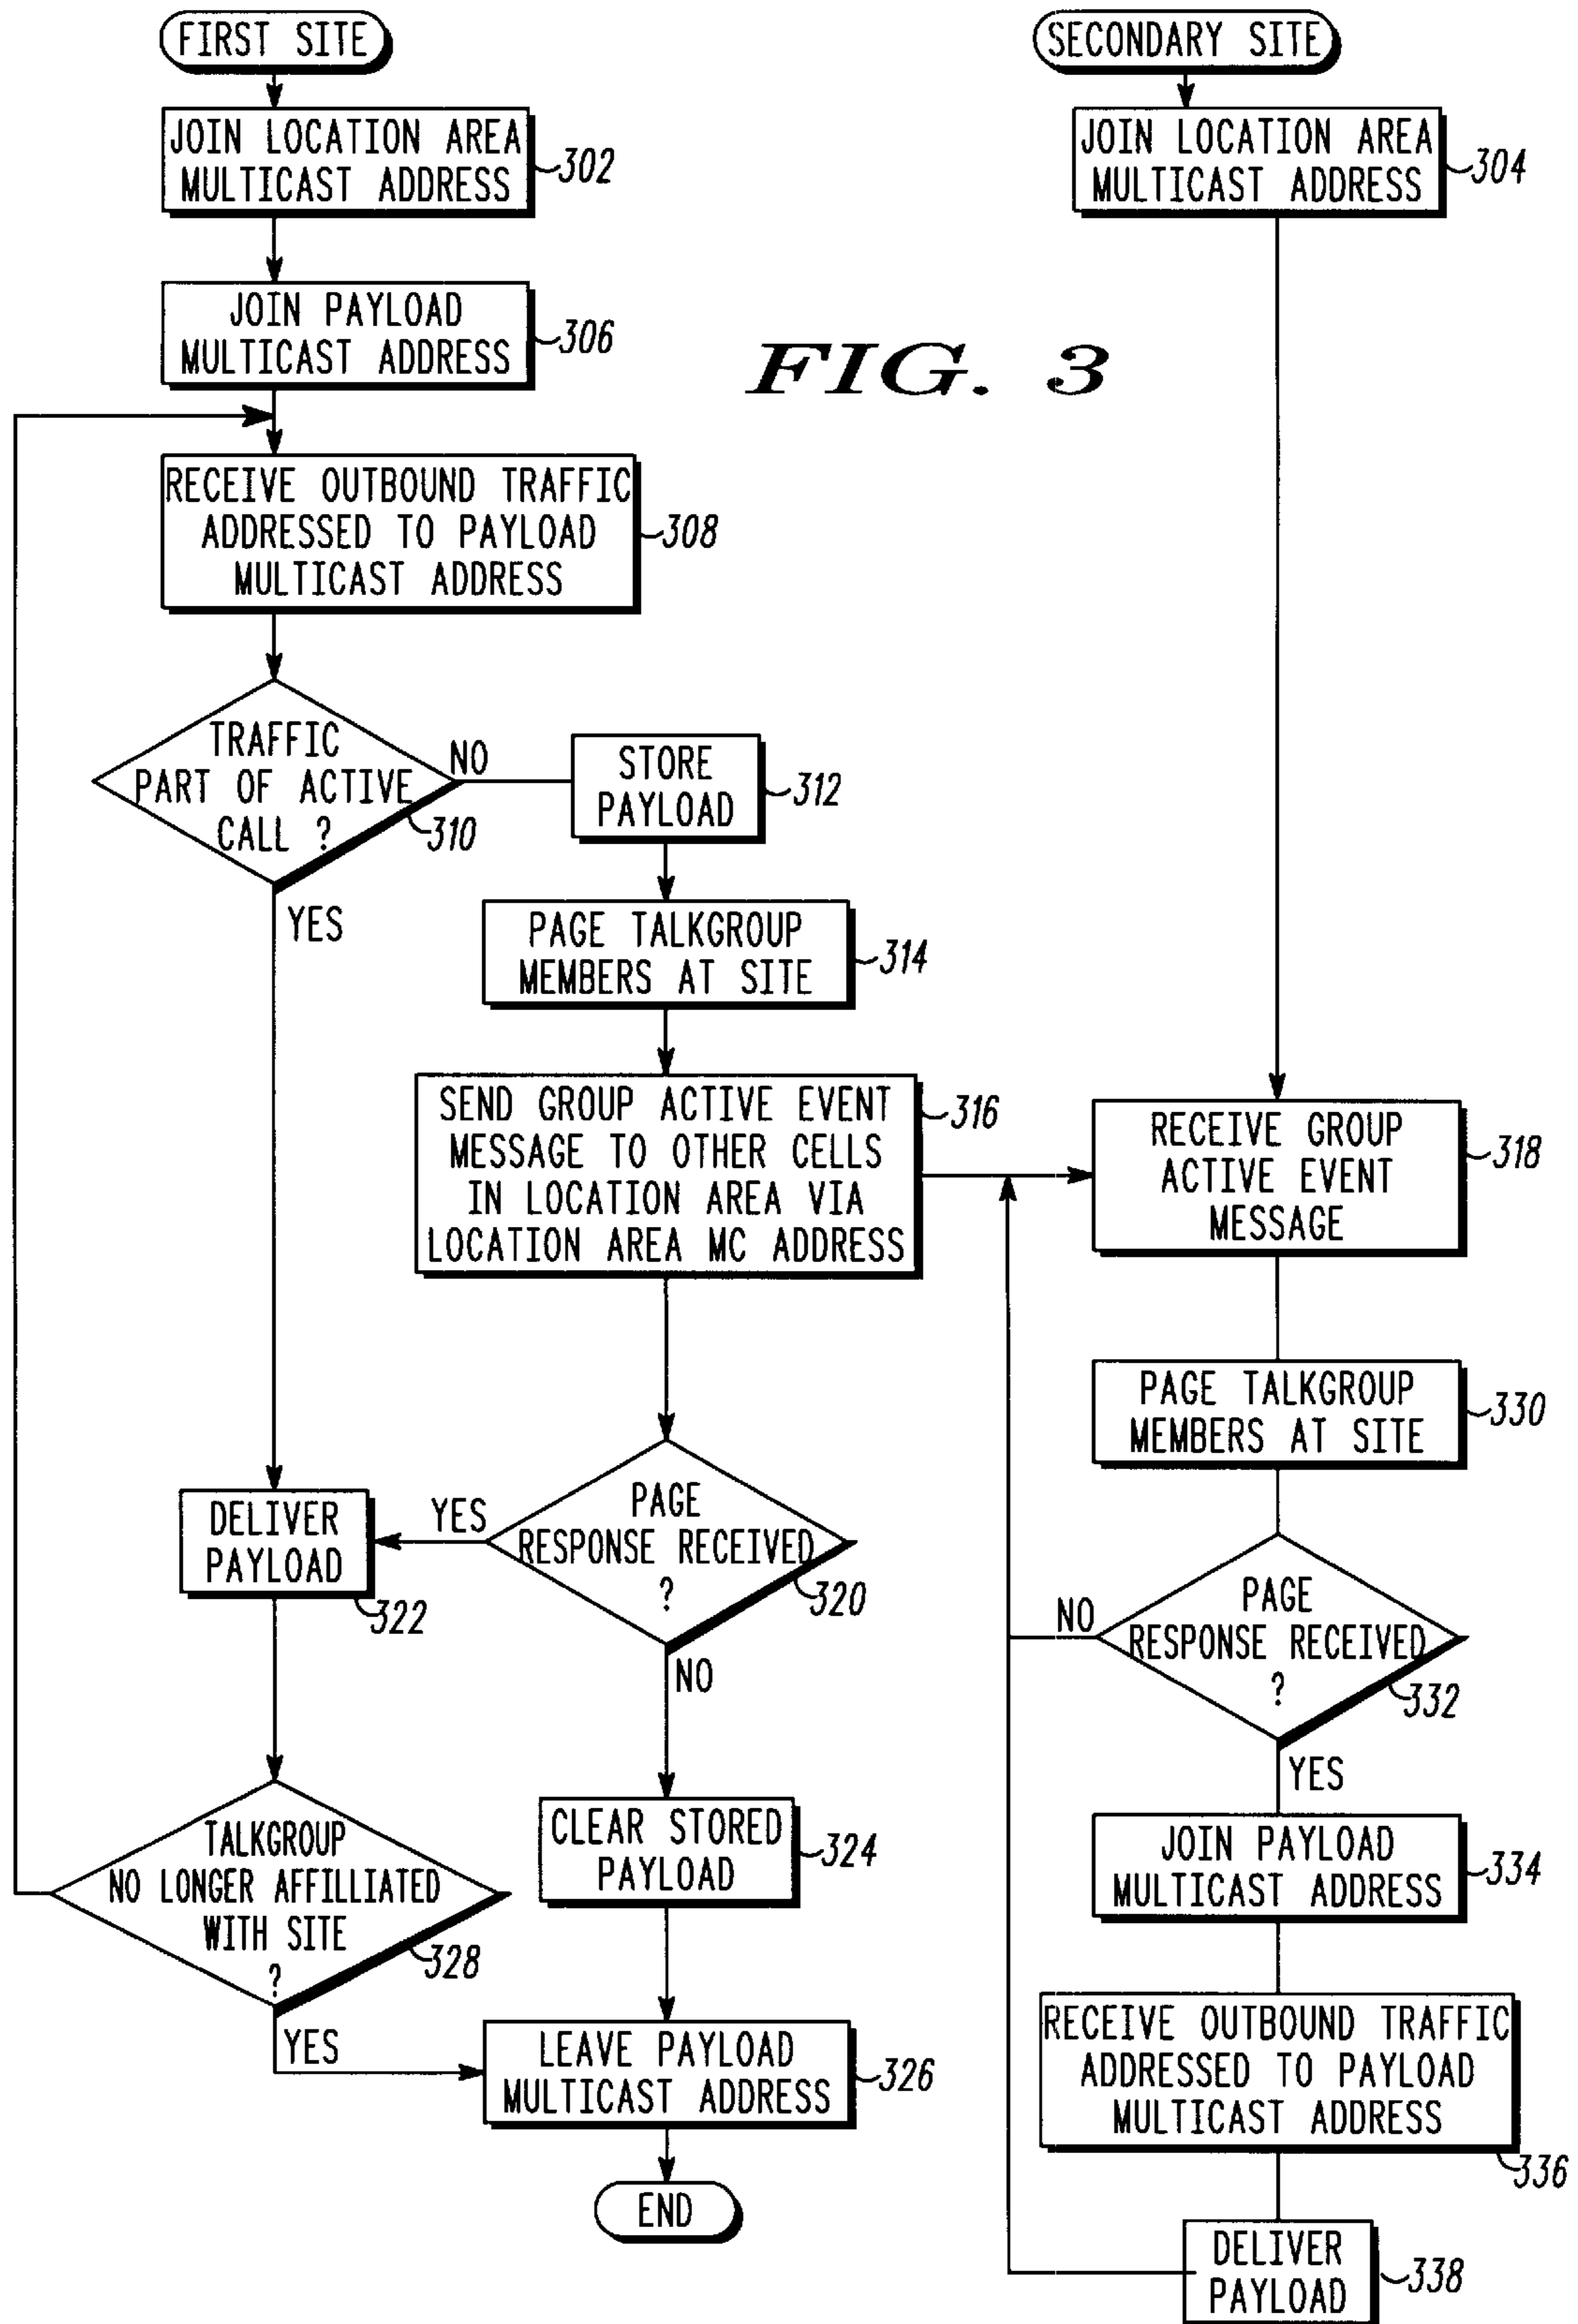 FIRST SITE
JOIN LOCATION AREA
MULTICAST ADDRESS
302
JOIN PAYLOAD
MULTICAST ADDRESS
306
RECEIVE OUTBOUND TRAFFIC
ADDRESSED TO PAYLOAD
MULTICAST ADDRESS
308
TRAFFIC
PART OF ACTIVE
CALL ?
310
NO
YES
STORE
PAYLOAD
312
PAGE TALKGROUP
MEMBERS AT SITE
314
SEND GROUP ACTIVE EVENT
MESSAGE TO OTHER CELLS
IN LOCATION AREA VIA
LOCATION AREA MC ADDRESS
316
PAGE
RESPONSE RECEIVED
?
320
YES
NO
DELIVER
PAYLOAD
322
CLEAR STORED
PAYLOAD
324
TALKGROUP
NO LONGER AFFILLIATED
WITH SITE
?
328
YES
LEAVE PAYLOAD
MULTICAST ADDRESS
326
END
FIG. 3
SECONDARY SITE
JOIN LOCATION AREA
MULTICAST ADDRESS
304
RECEIVE GROUP
ACTIVE EVENT
MESSAGE
318
PAGE TALKGROUP
MEMBERS AT SITE
330
PAGE
RESPONSE RECEIVED
?
332
NO
YES
JOIN PAYLOAD
MULTICAST ADDRESS
334
RECEIVE OUTBOUND TRAFFIC
ADDRESSED TO PAYLOAD
MULTICAST ADDRESS
336
DELIVER
PAYLOAD
338